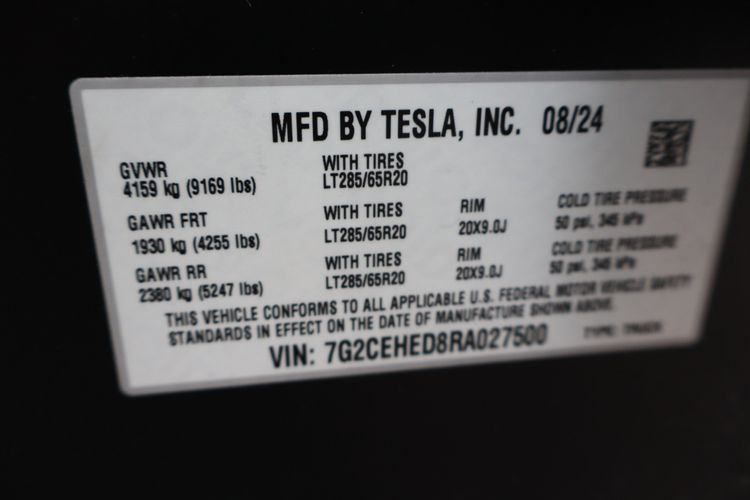 MFD BY TESLA, INC. 08/24
GVWR
4159 kg (9169 lbs)
WITH TIRES
LT285/65R20
GAWR FRT
1930 kg (4255 lbs)
WITH TIRES
LT285/65R20
RIM
20X9.0J
COLD TIRE PRESSURE
50 psi, 345 kPa
GAWR RR
2380 kg (5247 lbs)
WITH TIRES
LT285/65R20
RIM
20X9.0J
COLD TIRE PRESSURE
50 psi, 345 kPa
THIS VEHICLE CONFORMS TO ALL APPLICABLE U.S. FEDERAL MOTOR VEHICLE SAFETY
STANDARDS IN EFFECT ON THE DATE OF MANUFACTURE SHOWN ABOVE.
VIN: 7G2CEHED8RA027500
TYPE: TRUCK